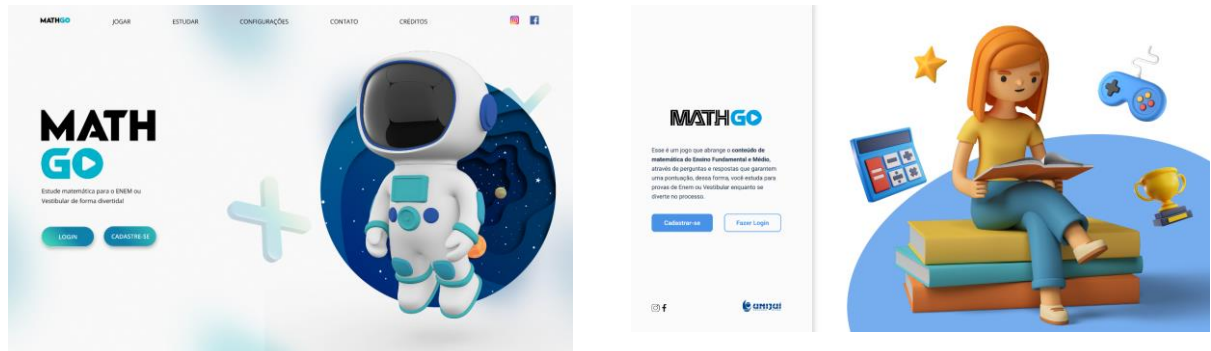 MATHGO JOGAR ESTUDAR CONFIGURAÇÕES CONTATO CRÉDITOS
MATH
GO
Estude matemática para o ENEM ou
Vestibular de forma divertida!
LOGIN CADASTRE-SE
MATHGO
Esse é um jogo que abrange o conteúdo de
matemática do Ensino Fundamental e Médio,
através de perguntas e respostas que garantem
uma pontuação, dessa forma, você estuda para
provas de Enem ou Vestibular enquanto se
diverte no processo.
Cadastrar-se Fazer Login
UNIJUÍ